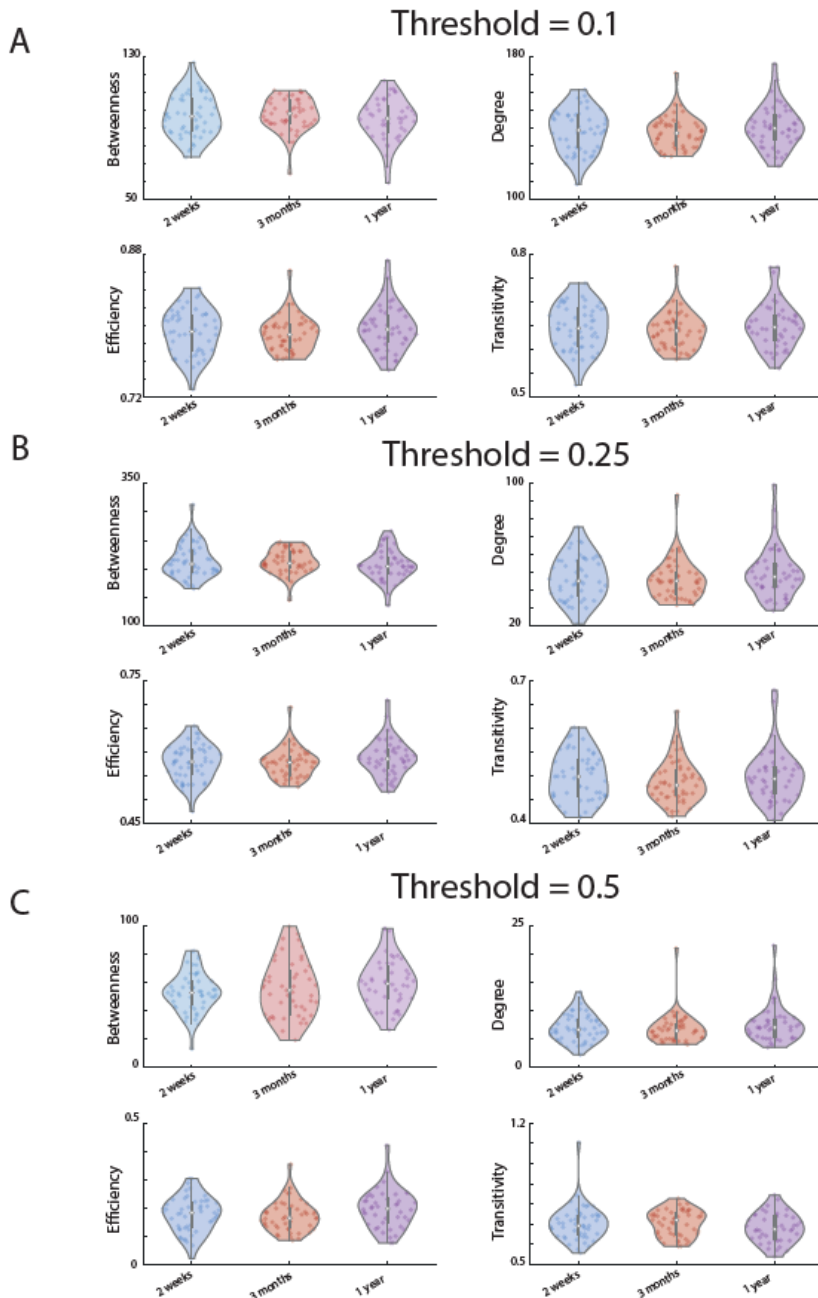 A
Threshold = 0.1
130
Betweenness
50
2 weeks
3 months
1 year
180
Degree
100
2 weeks
3 months
1 year
0.88
Efficiency
0.72
2 weeks
3 months
1 year
0.8
Transitivity
0.5
2 weeks
3 months
1 year
B
Threshold = 0.25
350
Betweenness
100
2 weeks
3 months
1 year
100
Degree
20
2 weeks
3 months
1 year
0.75
Efficiency
0.45
2 weeks
3 months
1 year
0.7
Transitivity
0.4
2 weeks
3 months
1 year
C
Threshold = 0.5
100
Betweenness
0
2 weeks
3 months
1 year
25
Degree
0
2 weeks
3 months
1 year
0.5
Efficiency
0
2 weeks
3 months
1 year
1.2
Transitivity
0.5
2 weeks
3 months
1 year